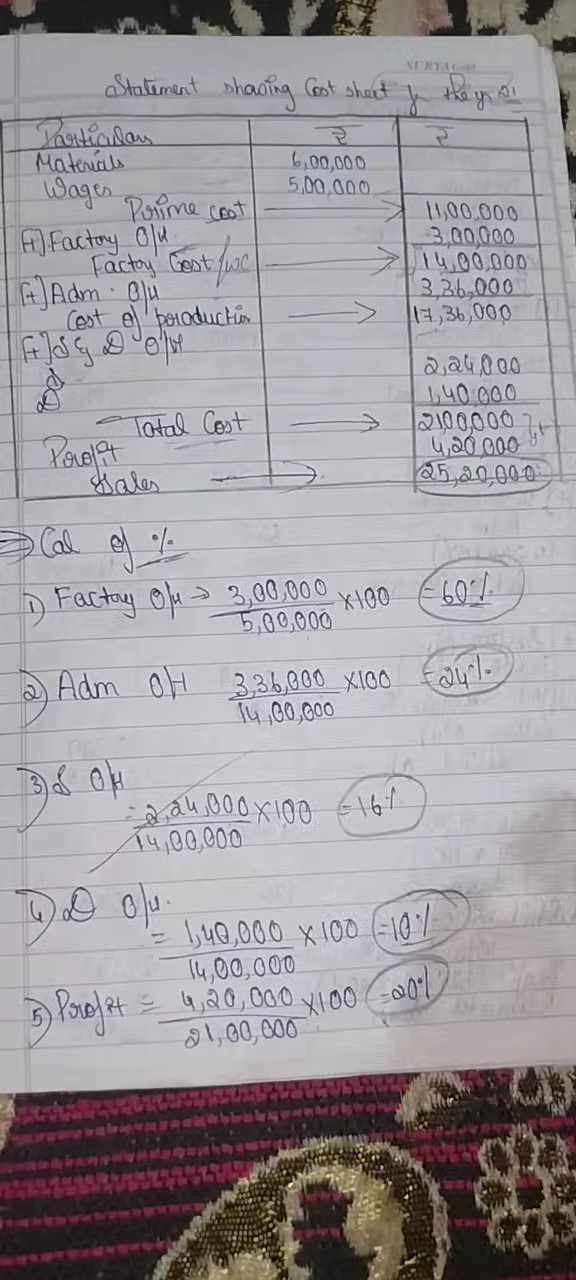 SURYA
Statement showing Cost sheet for the yr 21
Particulars ₹ ₹
Materials 6,00,000
Wages 5,00,000
Prime cost → 11,00,000
[+] Factory O/H 3,00,000
Factory Cost/WC → 14,00,000
[+] Adm. O/H 3,36,000
Cost of production → 17,36,000
[+] S & D O/H
S 2,24,000
D 1,40,000
Total Cost → 2100,000
Profit 4,20,000
Sales → 25,20,000
⇒ Cal of %
1) Factory O/H → 3,00,000 ×100 = 60%
5,00,000
2) Adm O/H 3,36,000 ×100 = 24%
14,00,000
3) S O/H
= 2,24,000 ×100 = 16%
14,00,000
4) D O/H.
= 1,40,000 ×100 = 10%
14,00,000
5) Profit = 4,20,000 ×100 = 20%
21,00,000